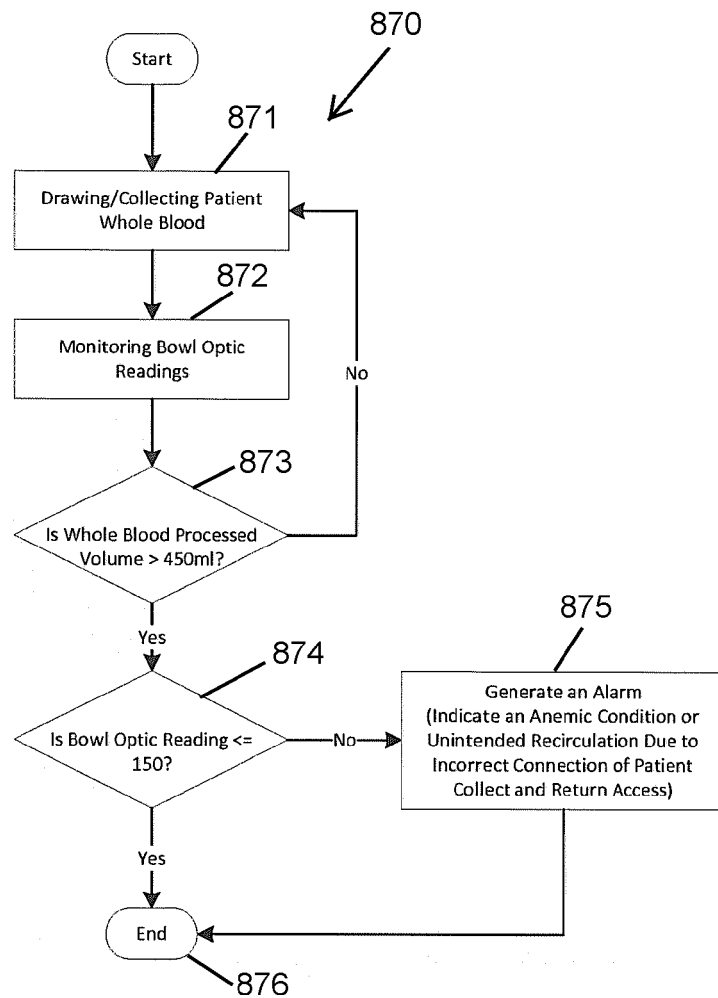 Start
870
871
Drawing/Collecting Patient
Whole Blood
872
Monitoring Bowl Optic
Readings
No
873
Is Whole Blood Processed
Volume > 450ml?
Yes
874
Is Bowl Optic Reading <=
150?
No
875
Generate an Alarm
(Indicate an Anemic Condition or
Unintended Recirculation Due to
Incorrect Connection of Patient
Collect and Return Access)
Yes
End
876